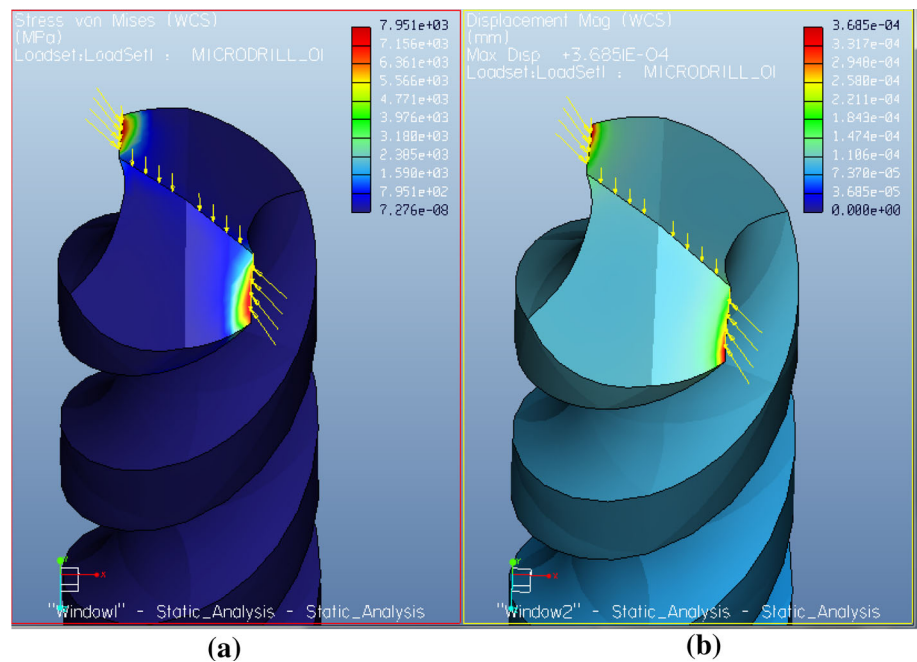 Stress von Mises (WCS)
(MPa)
Loadset:LoadSet1 : MICRODRILL_01
7.951e+03
7.156e+03
6.361e+03
5.566e+03
4.771e+03
3.976e+03
3.180e+03
2.385e+03
1.590e+03
7.951e+02
7.276e-08
X
Y
"Window1" - Static_Analysis - Static_Analysis
(a)
Displacement Mag (WCS)
(mm)
Max Disp +3.6851E-04
Loadset:LoadSet1 : MICRODRILL_01
3.685e-04
3.317e-04
2.948e-04
2.580e-04
2.211e-04
1.843e-04
1.474e-04
1.106e-04
7.370e-05
3.685e-05
0.000e+00
X
Y
"Window2" - Static_Analysis - Static_Analysis
(b)